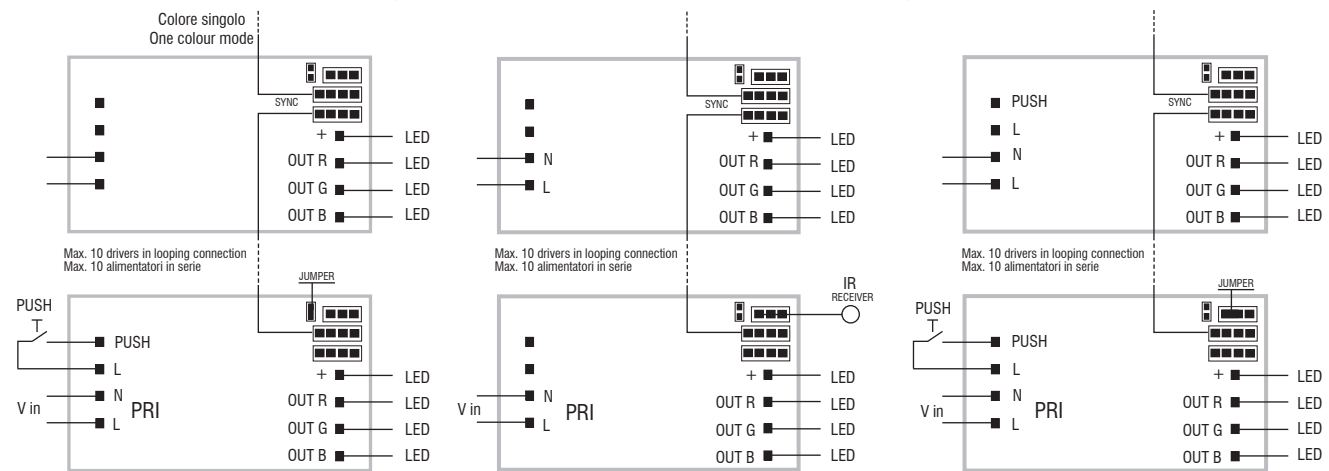 Colore singolo
One colour mode
SYNC
+
LED
OUT R
LED
OUT G
LED
OUT B
LED
Max. 10 drivers in looping connection
Max. 10 alimentatori in serie
JUMPER
PUSH
PUSH
L
N
L
V in
PRI
+
LED
OUT R
LED
OUT G
LED
OUT B
LED
SYNC
N
L
+
LED
OUT R
LED
OUT G
LED
OUT B
LED
Max. 10 drivers in looping connection
Max. 10 alimentatori in serie
IR
RECEIVER
V in
N
L
PRI
+
LED
OUT R
LED
OUT G
LED
OUT B
LED
PUSH
L
N
L
SYNC
+
LED
OUT R
LED
OUT G
LED
OUT B
LED
Max. 10 drivers in looping connection
Max. 10 alimentatori in serie
JUMPER
PUSH
PUSH
L
N
L
V in
PRI
+
LED
OUT R
LED
OUT G
LED
OUT B
LED